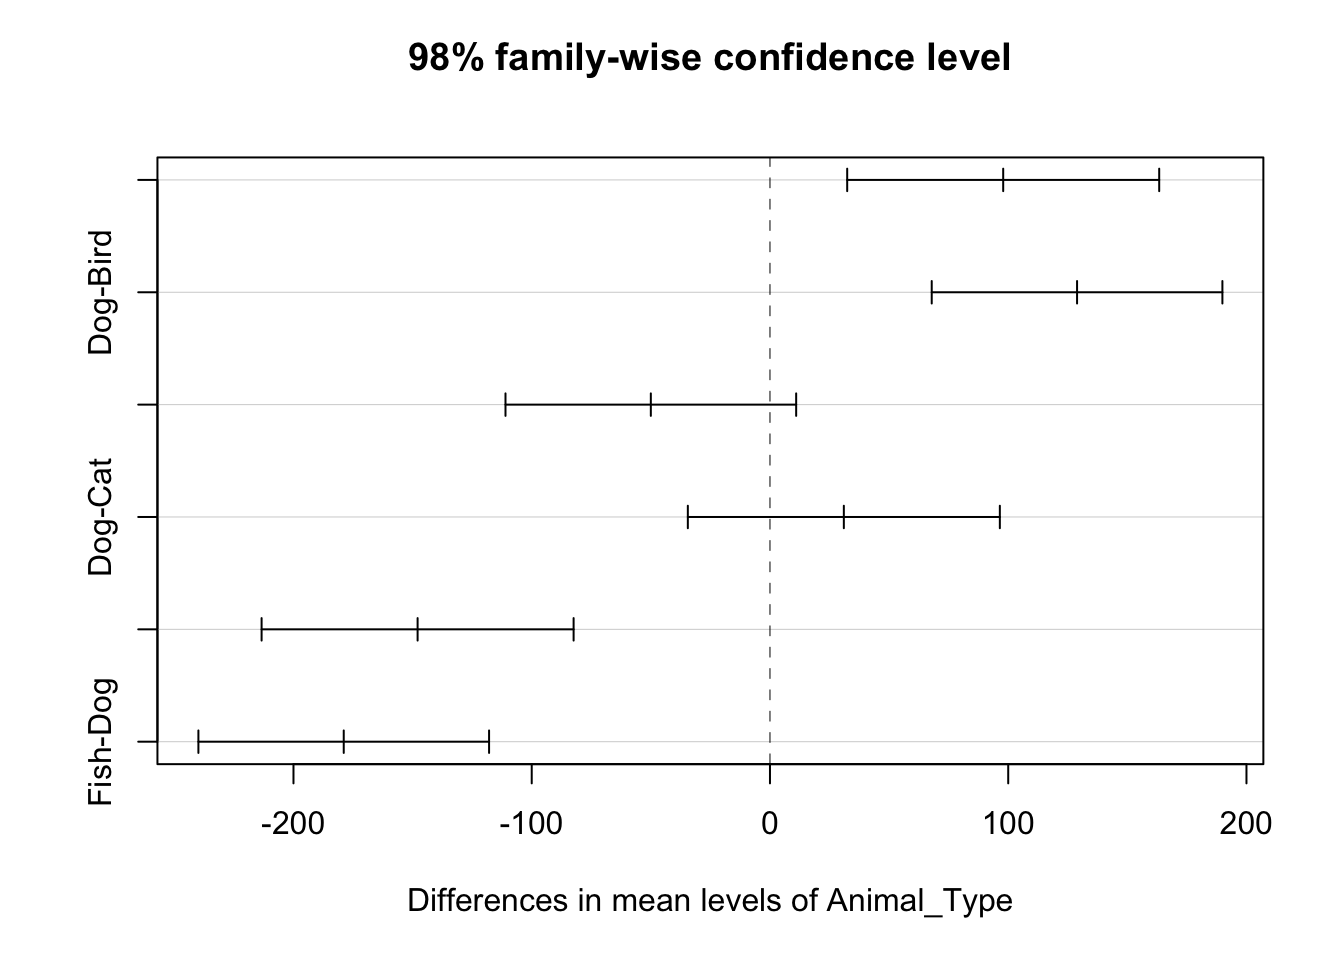 98% family-wise confidence level
Dog-Bird
Dog-Cat
Fish-Dog
-200 -100 0 100 200
Differences in mean levels of Animal_Type